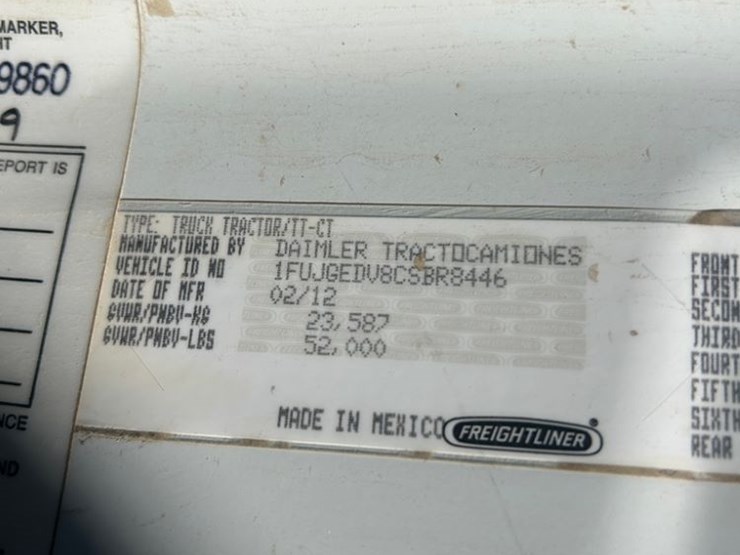 MARKER,
IT
9860
9
EPORT IS
NCE
ND
TYPE: TRUCK TRACTOR/TT-CT
MANUFACTURED BY DAIMLER TRACTOCAMIONES
VEHICLE ID NO 1FUJGEDV8CSBR8446
DATE OF MFR 02/12
GVWR/PNBV-KG 23,587
GVWR/PNBV-LBS 52,000
MADE IN MEXICO FREIGHTLINER
FRONT
FIRST
SECON
THIRD
FOURT
FIFTH
SIXTH
REAR